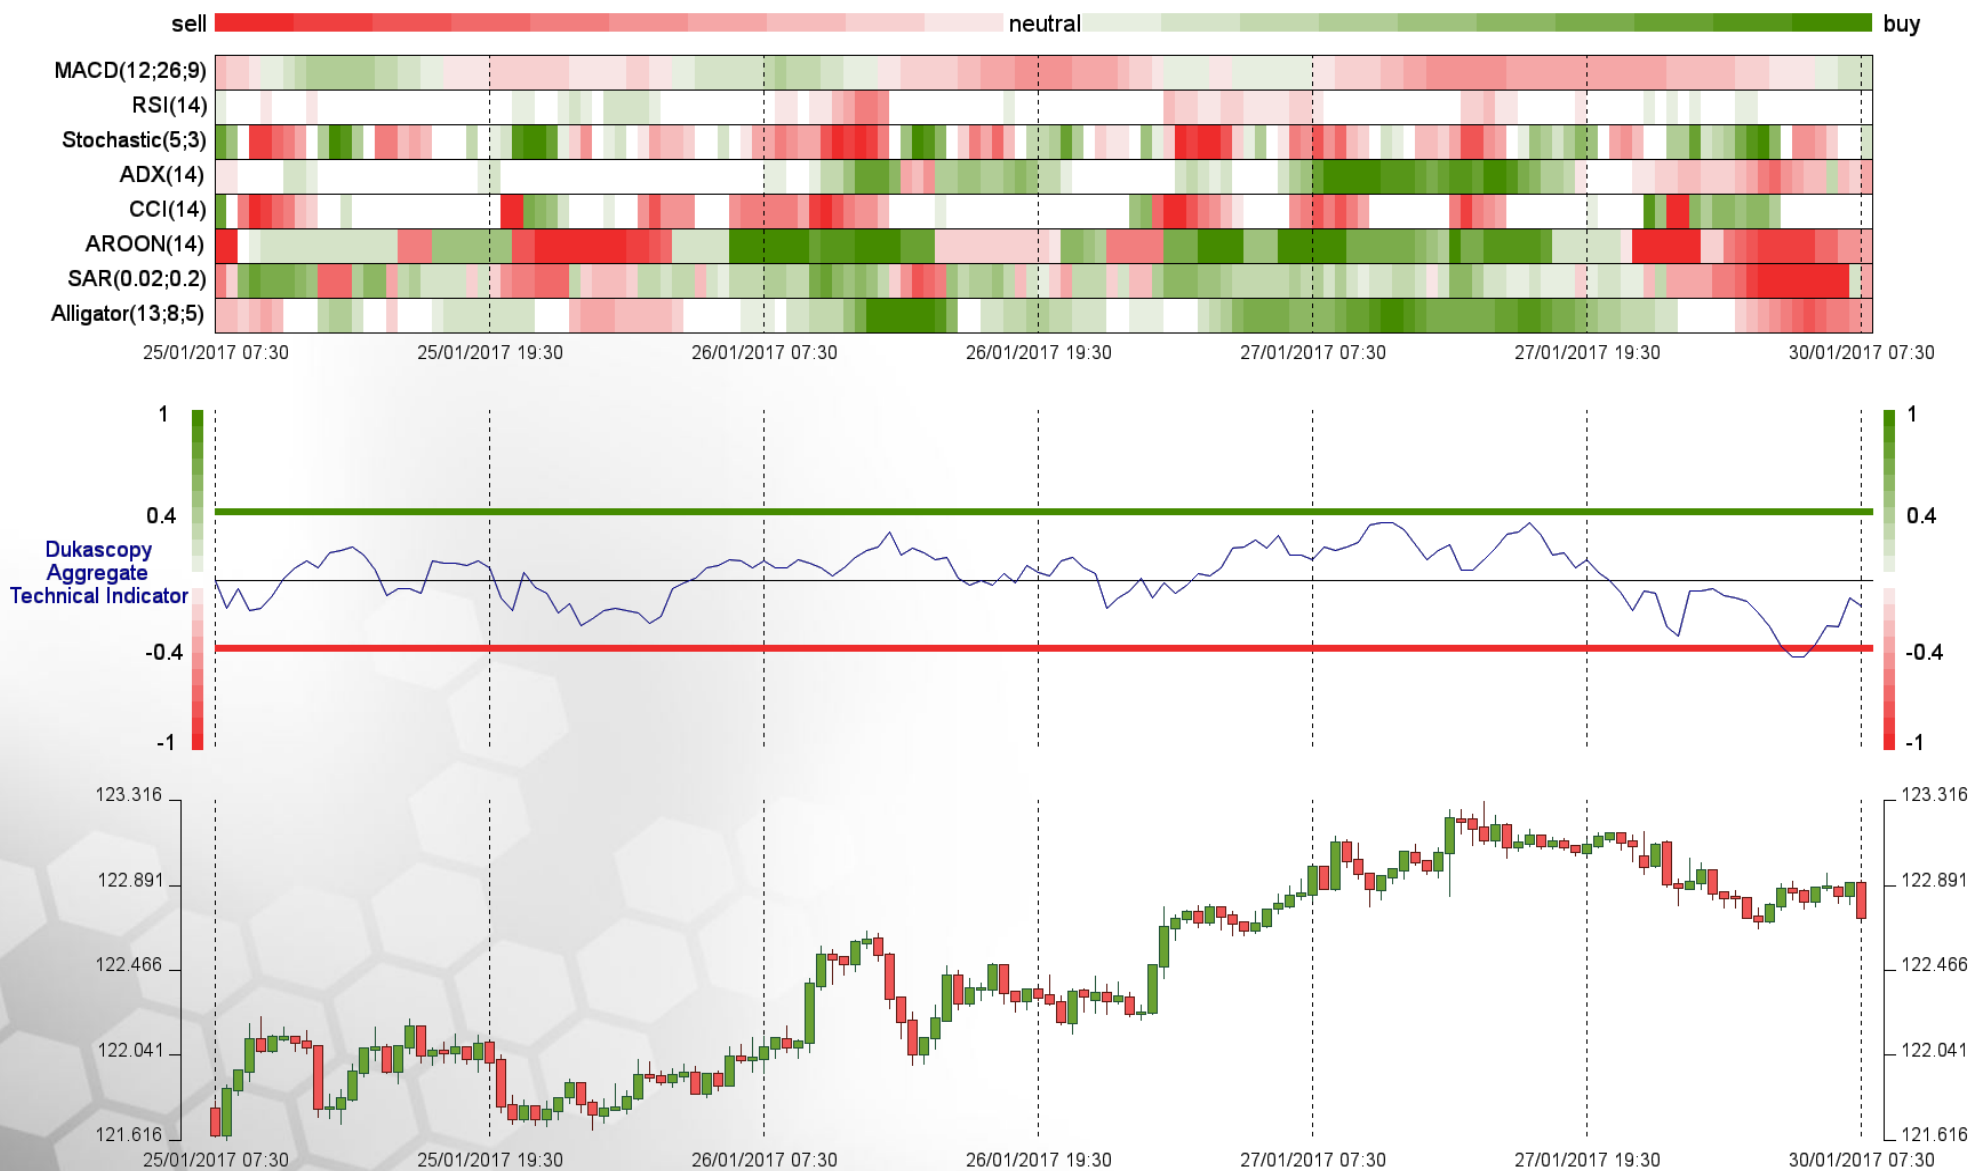 sell neutral buy
MACD(12;26;9)
RSI(14)
Stochastic(5;3)
ADX(14)
CCI(14)
AROON(14)
SAR(0.02;0.2)
Alligator(13;8;5)
25/01/2017 07:30 25/01/2017 19:30 26/01/2017 07:30 26/01/2017 19:30 27/01/2017 07:30 27/01/2017 19:30 30/01/2017 07:30
1 1
0.4 0.4
Dukascopy
Aggregate
Technical Indicator
-0.4 -0.4
-1 -1
123.316 123.316
122.891 122.891
122.466 122.466
122.041 122.041
121.616 121.616
25/01/2017 07:30 25/01/2017 19:30 26/01/2017 07:30 26/01/2017 19:30 27/01/2017 07:30 27/01/2017 19:30 30/01/2017 07:30